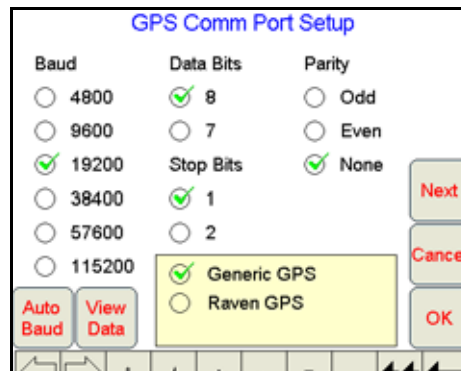 GPS Comm Port Setup
Baud
Data Bits
Parity
4800
8
Odd
9600
7
Even
19200
Stop Bits
None
38400
1
57600
2
115200
Generic GPS
Raven GPS
Auto Baud
View Data
Next
Cance
OK